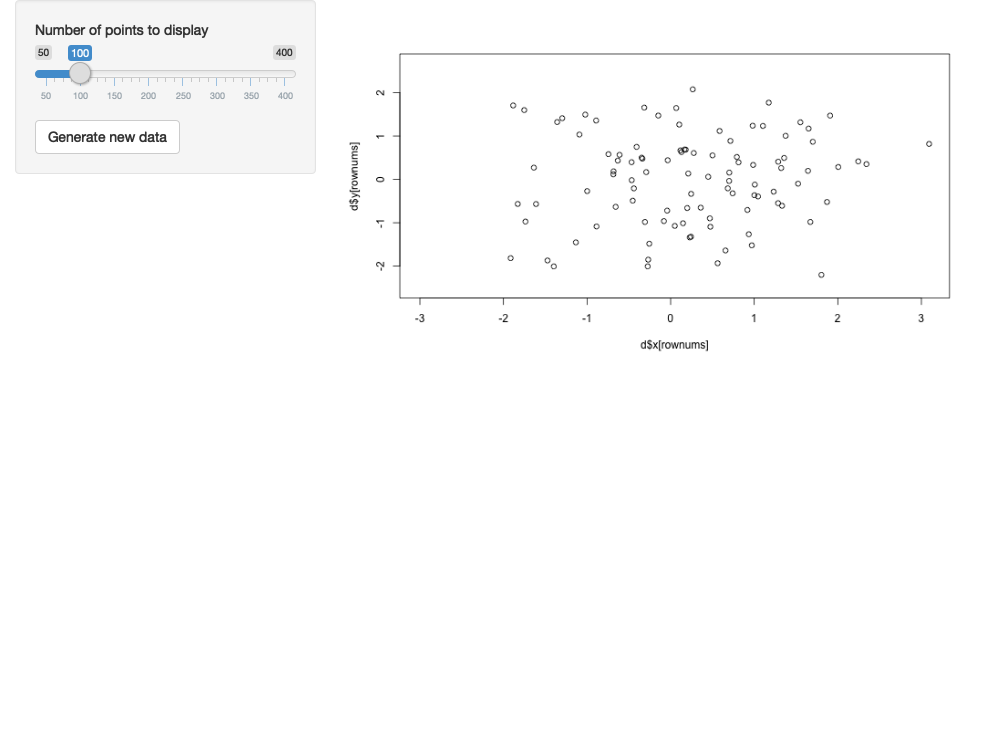 Number of points to display
50 100 400
50 100 150 200 250 300 350 400
Generate new data
d$y[rownums]
2
1
0
-1
-2
-3 -2 -1 0 1 2 3
d$x[rownums]